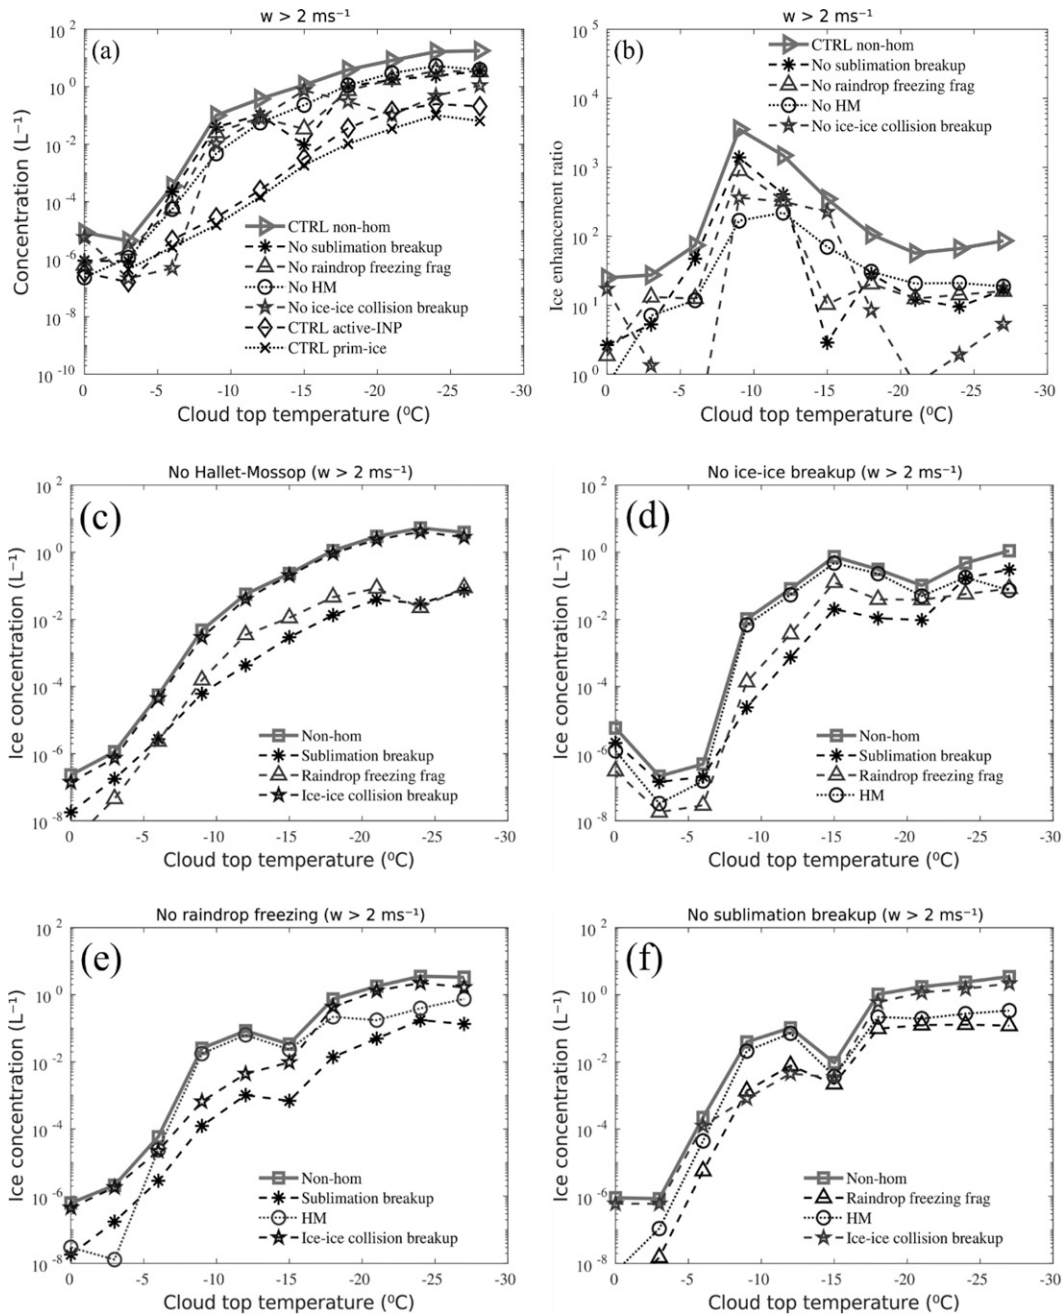 w > 2 ms⁻¹
(a)
Concentration (L⁻¹)
10 2
10 0
10 -2
10 -4
10 -6
10 -8
10 -10
CTRL non-hom
No sublimation breakup
No raindrop freezing frag
No HM
No ice-ice collision breakup
CTRL active-INP
CTRL prim-ice
0 -5 -10 -15 -20 -25 -30
Cloud top temperature (⁰C)
w > 2 ms⁻¹
(b)
Ice enhancement ratio
10 5
10 4
10 3
10 2
10 1
10 0
CTRL non-hom
No sublimation breakup
No raindrop freezing frag
No HM
No ice-ice collision breakup
0 -5 -10 -15 -20 -25 -30
Cloud top temperature (⁰C)
No Hallet-Mossop (w > 2 ms⁻¹)
(c)
Ice concentration (L⁻¹)
10 2
10 0
10 -2
10 -4
10 -6
10 -8
Non-hom
Sublimation breakup
Raindrop freezing frag
Ice-ice collision breakup
0 -5 -10 -15 -20 -25 -30
Cloud top temperature (⁰C)
No ice-ice breakup (w > 2 ms⁻¹)
(d)
Ice concentration (L⁻¹)
10 2
10 0
10 -2
10 -4
10 -6
10 -8
Non-hom
Sublimation breakup
Raindrop freezing frag
HM
0 -5 -10 -15 -20 -25 -30
Cloud top temperature (⁰C)
No raindrop freezing (w > 2 ms⁻¹)
(e)
Ice concentration (L⁻¹)
10 2
10 0
10 -2
10 -4
10 -6
10 -8
Non-hom
Sublimation breakup
HM
Ice-ice collision breakup
0 -5 -10 -15 -20 -25 -30
Cloud top temperature (⁰C)
No sublimation breakup (w > 2 ms⁻¹)
(f)
Ice concentration (L⁻¹)
10 2
10 0
10 -2
10 -4
10 -6
10 -8
Non-hom
Raindrop freezing frag
HM
Ice-ice collision breakup
0 -5 -10 -15 -20 -25 -30
Cloud top temperature (⁰C)